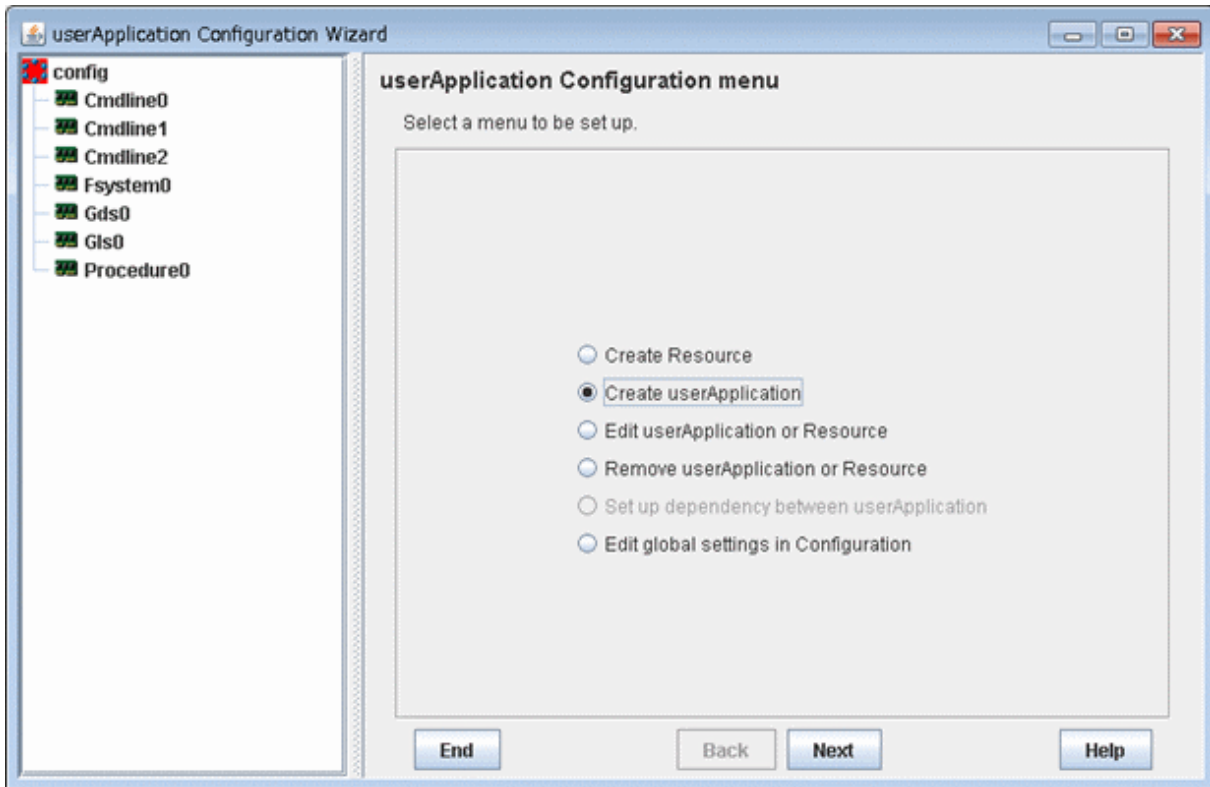 userApplication Configuration Wizard
config
Cmdline0
Cmdline1
Cmdline2
Fsystem0
Gds0
Gls0
Procedure0
userApplication Configuration menu
Select a menu to be set up.
Create Resource
Create userApplication
Edit userApplication or Resource
Remove userApplication or Resource
Set up dependency between userApplication
Edit global settings in Configuration
End Back Next Help